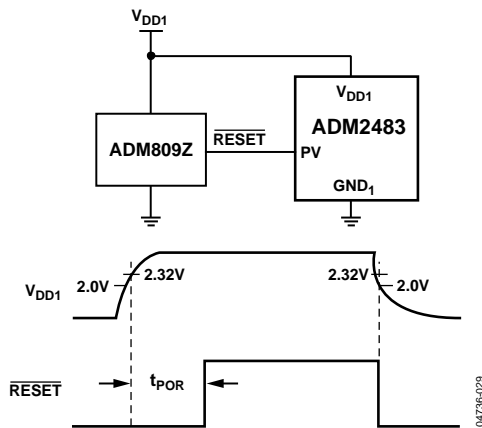 VDD1
VDD1
ADM2483
ADM809Z
RESET
PV
GND1
VDD1
2.0V
2.32V
2.32V
2.0V
RESET
tPOR
04736-029